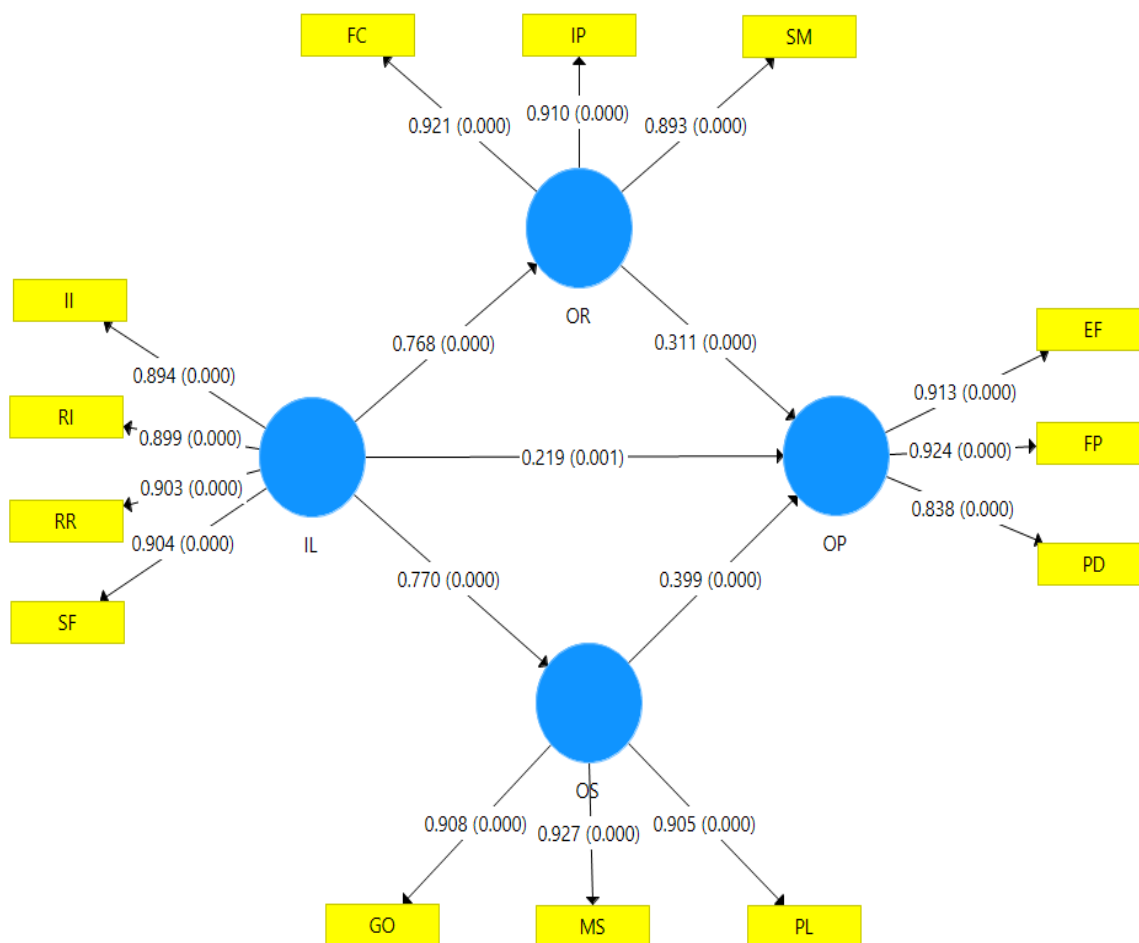 FC
IP
SM
0.921 (0.000)
0.910 (0.000)
0.893 (0.000)
OR
II
0.894 (0.000)
RI
0.899 (0.000)
RR
0.903 (0.000)
SF
0.904 (0.000)
IL
0.768 (0.000)
0.311 (0.000)
0.219 (0.001)
0.770 (0.000)
0.399 (0.000)
OP
EF
0.913 (0.000)
FP
0.924 (0.000)
0.838 (0.000)
PD
OS
0.908 (0.000)
0.927 (0.000)
0.905 (0.000)
GO
MS
PL